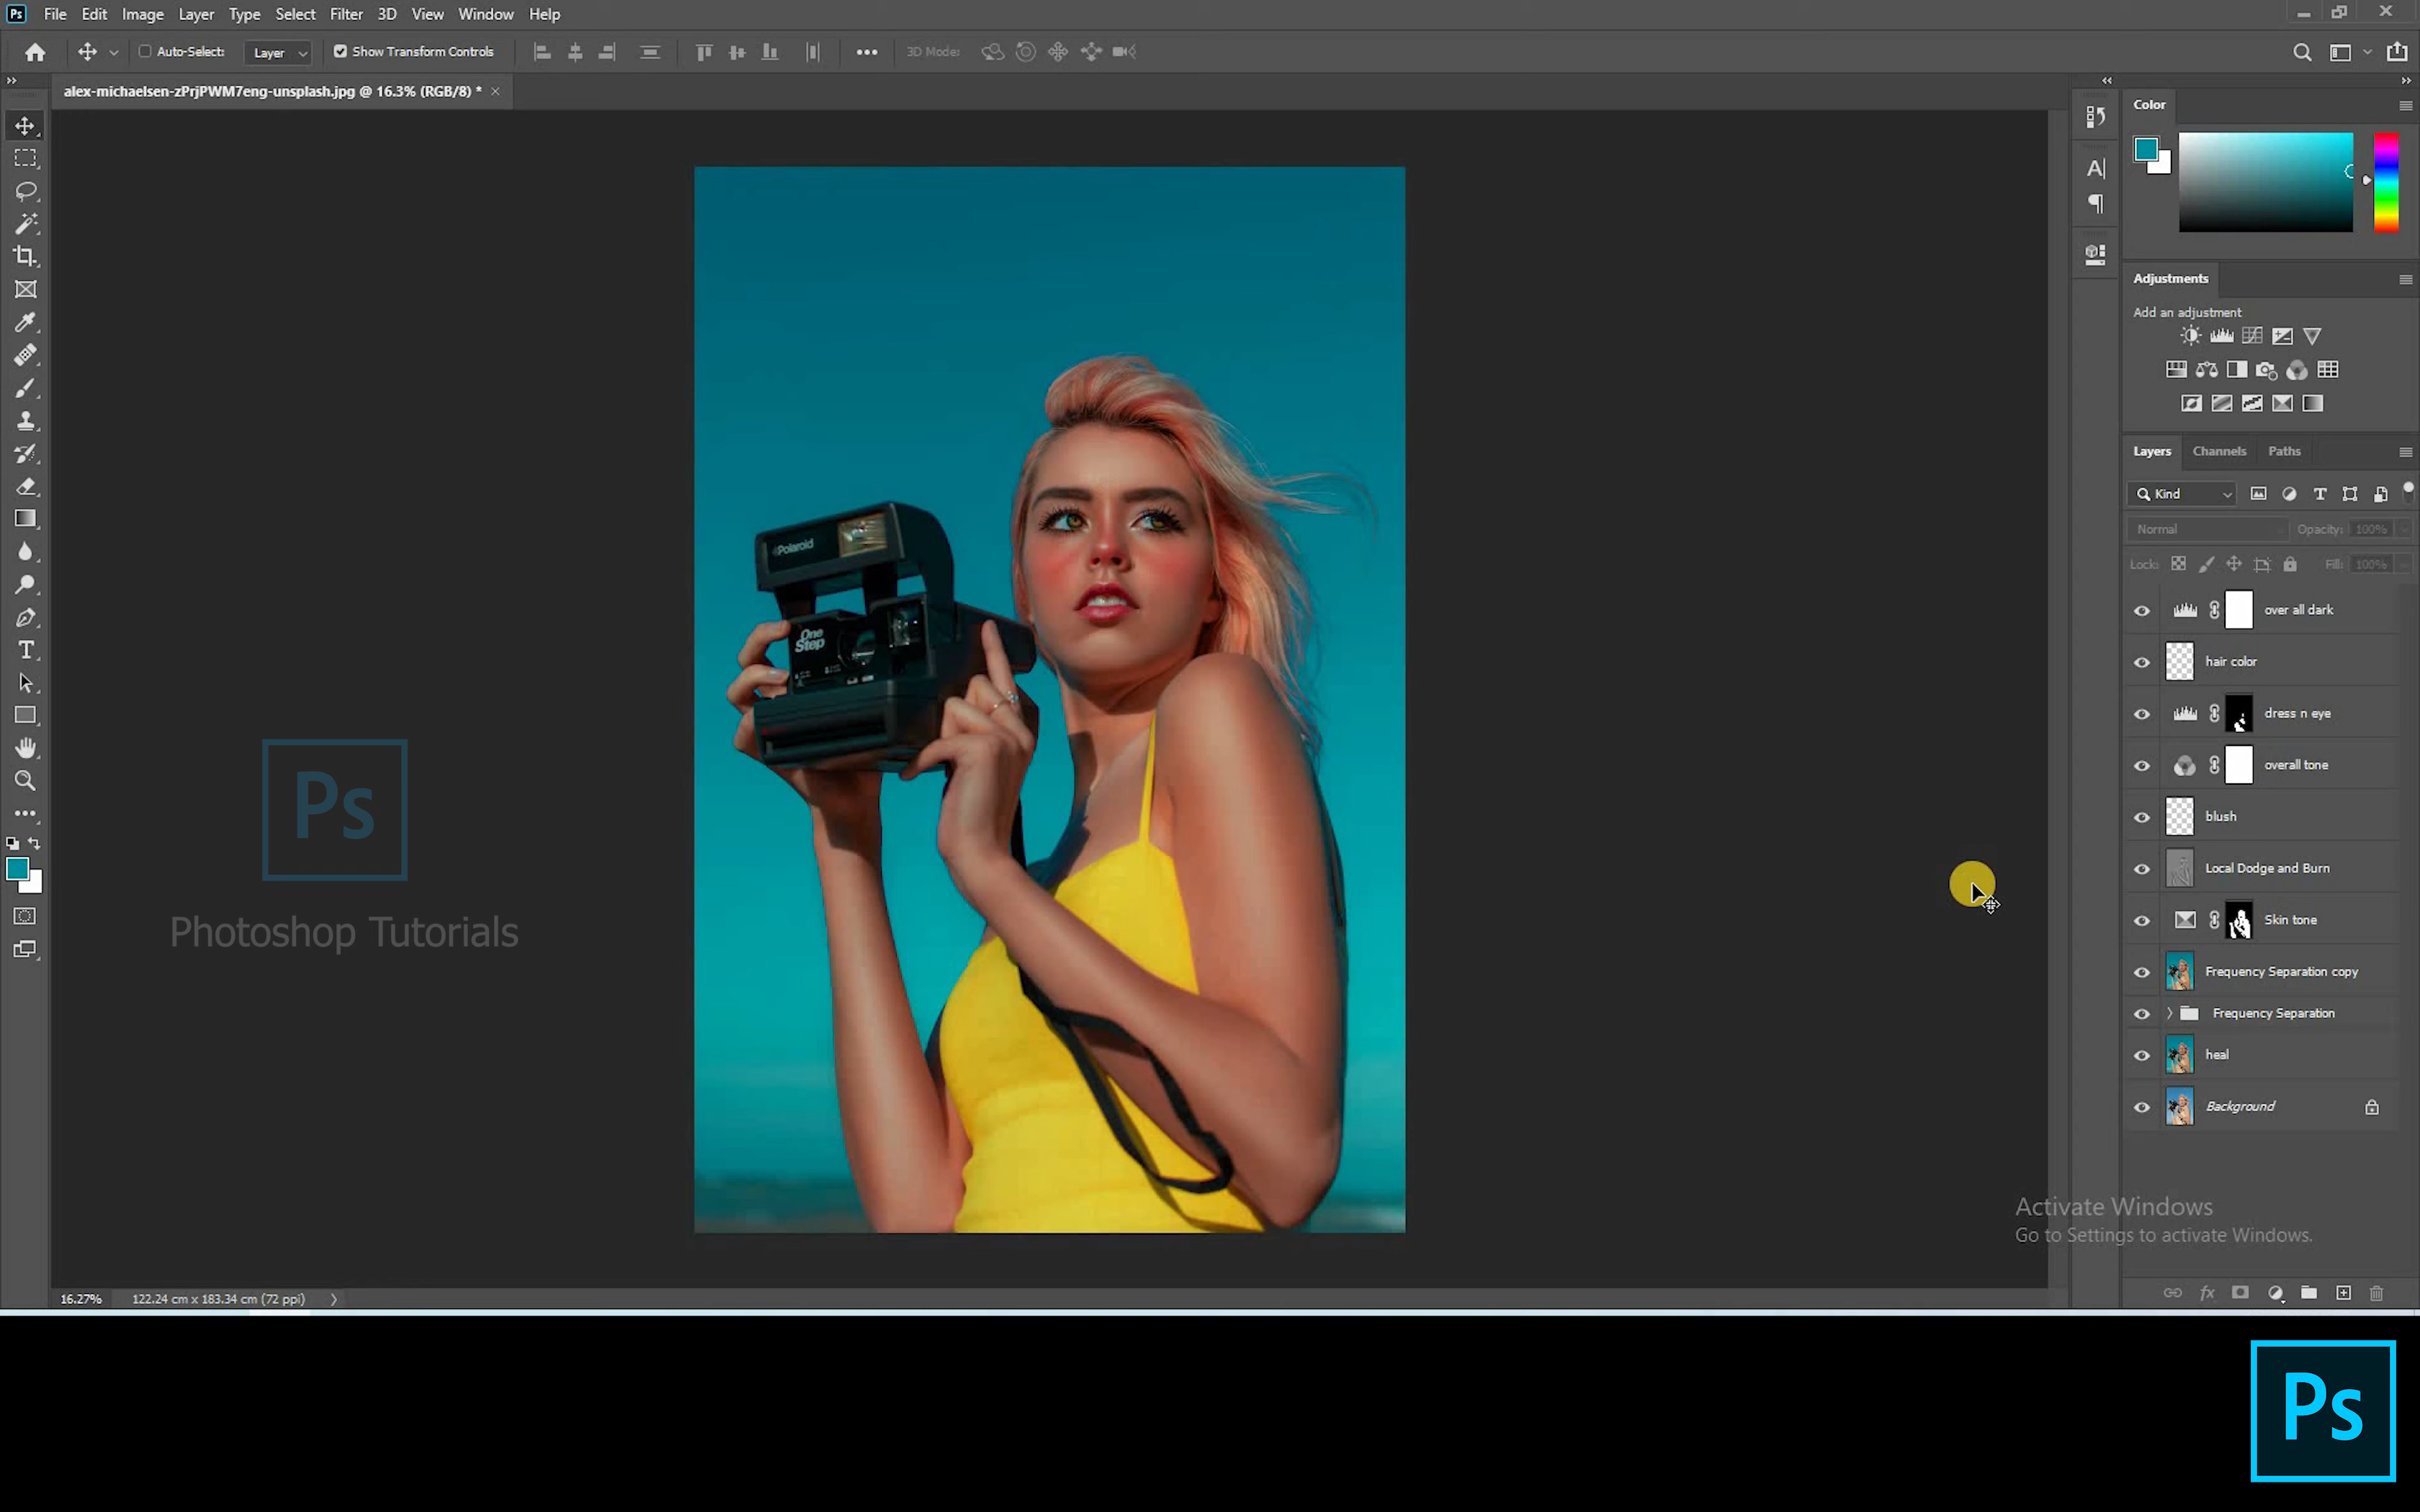 Ps File Edit Image Layer Type Select Filter 3D View Window Help
Auto-Select: Layer Show Transform Controls 3D Mode:
alex-michaelsen-zPrjPWM7eng-unsplash.jpg @ 16.3% (RGB/8) *
Color
Adjustments
Add an adjustment
Layers Channels Paths
Kind
Normal Opacity: 100%
Lock: Fill: 100%
over all dark
hair color
dress n eye
overall tone
blush
Local Dodge and Burn
Skin tone
Frequency Separation copy
Frequency Separation
heal
Background
Polaroid
One
Step
Ps
Photoshop Tutorials
Activate Windows
Go to Settings to activate Windows.
16.27% 122.24 cm x 183.34 cm (72 ppi)
Ps